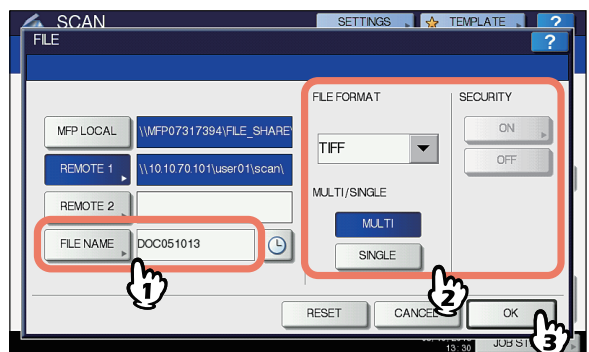 SCAN SETTINGS TEMPLATE ?
FILE ?
FILE FORMAT SECURITY
MFP LOCAL \\MFP07317394\FILE_SHARE\ ON
TIFF
REMOTE 1 \\10.10.70.101\user01\scan\ OFF
MULTI/SINGLE
REMOTE 2
MULTI
FILE NAME DOC051013
SINGLE
1 2
RESET CANCEL OK
3
13:30 JOB ST